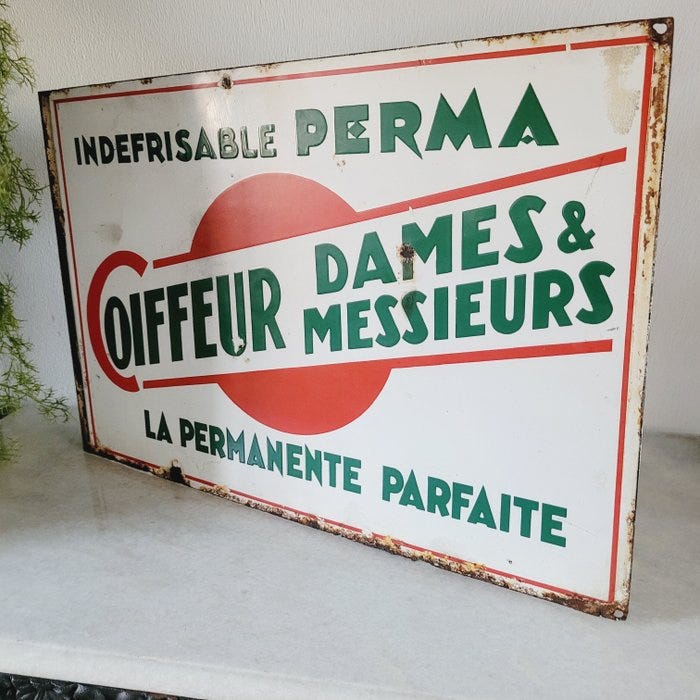 INDEFRISABLE PERMA
COIFFEUR DAMES &
MESSIEURS
LA PERMANENTE PARFAITE